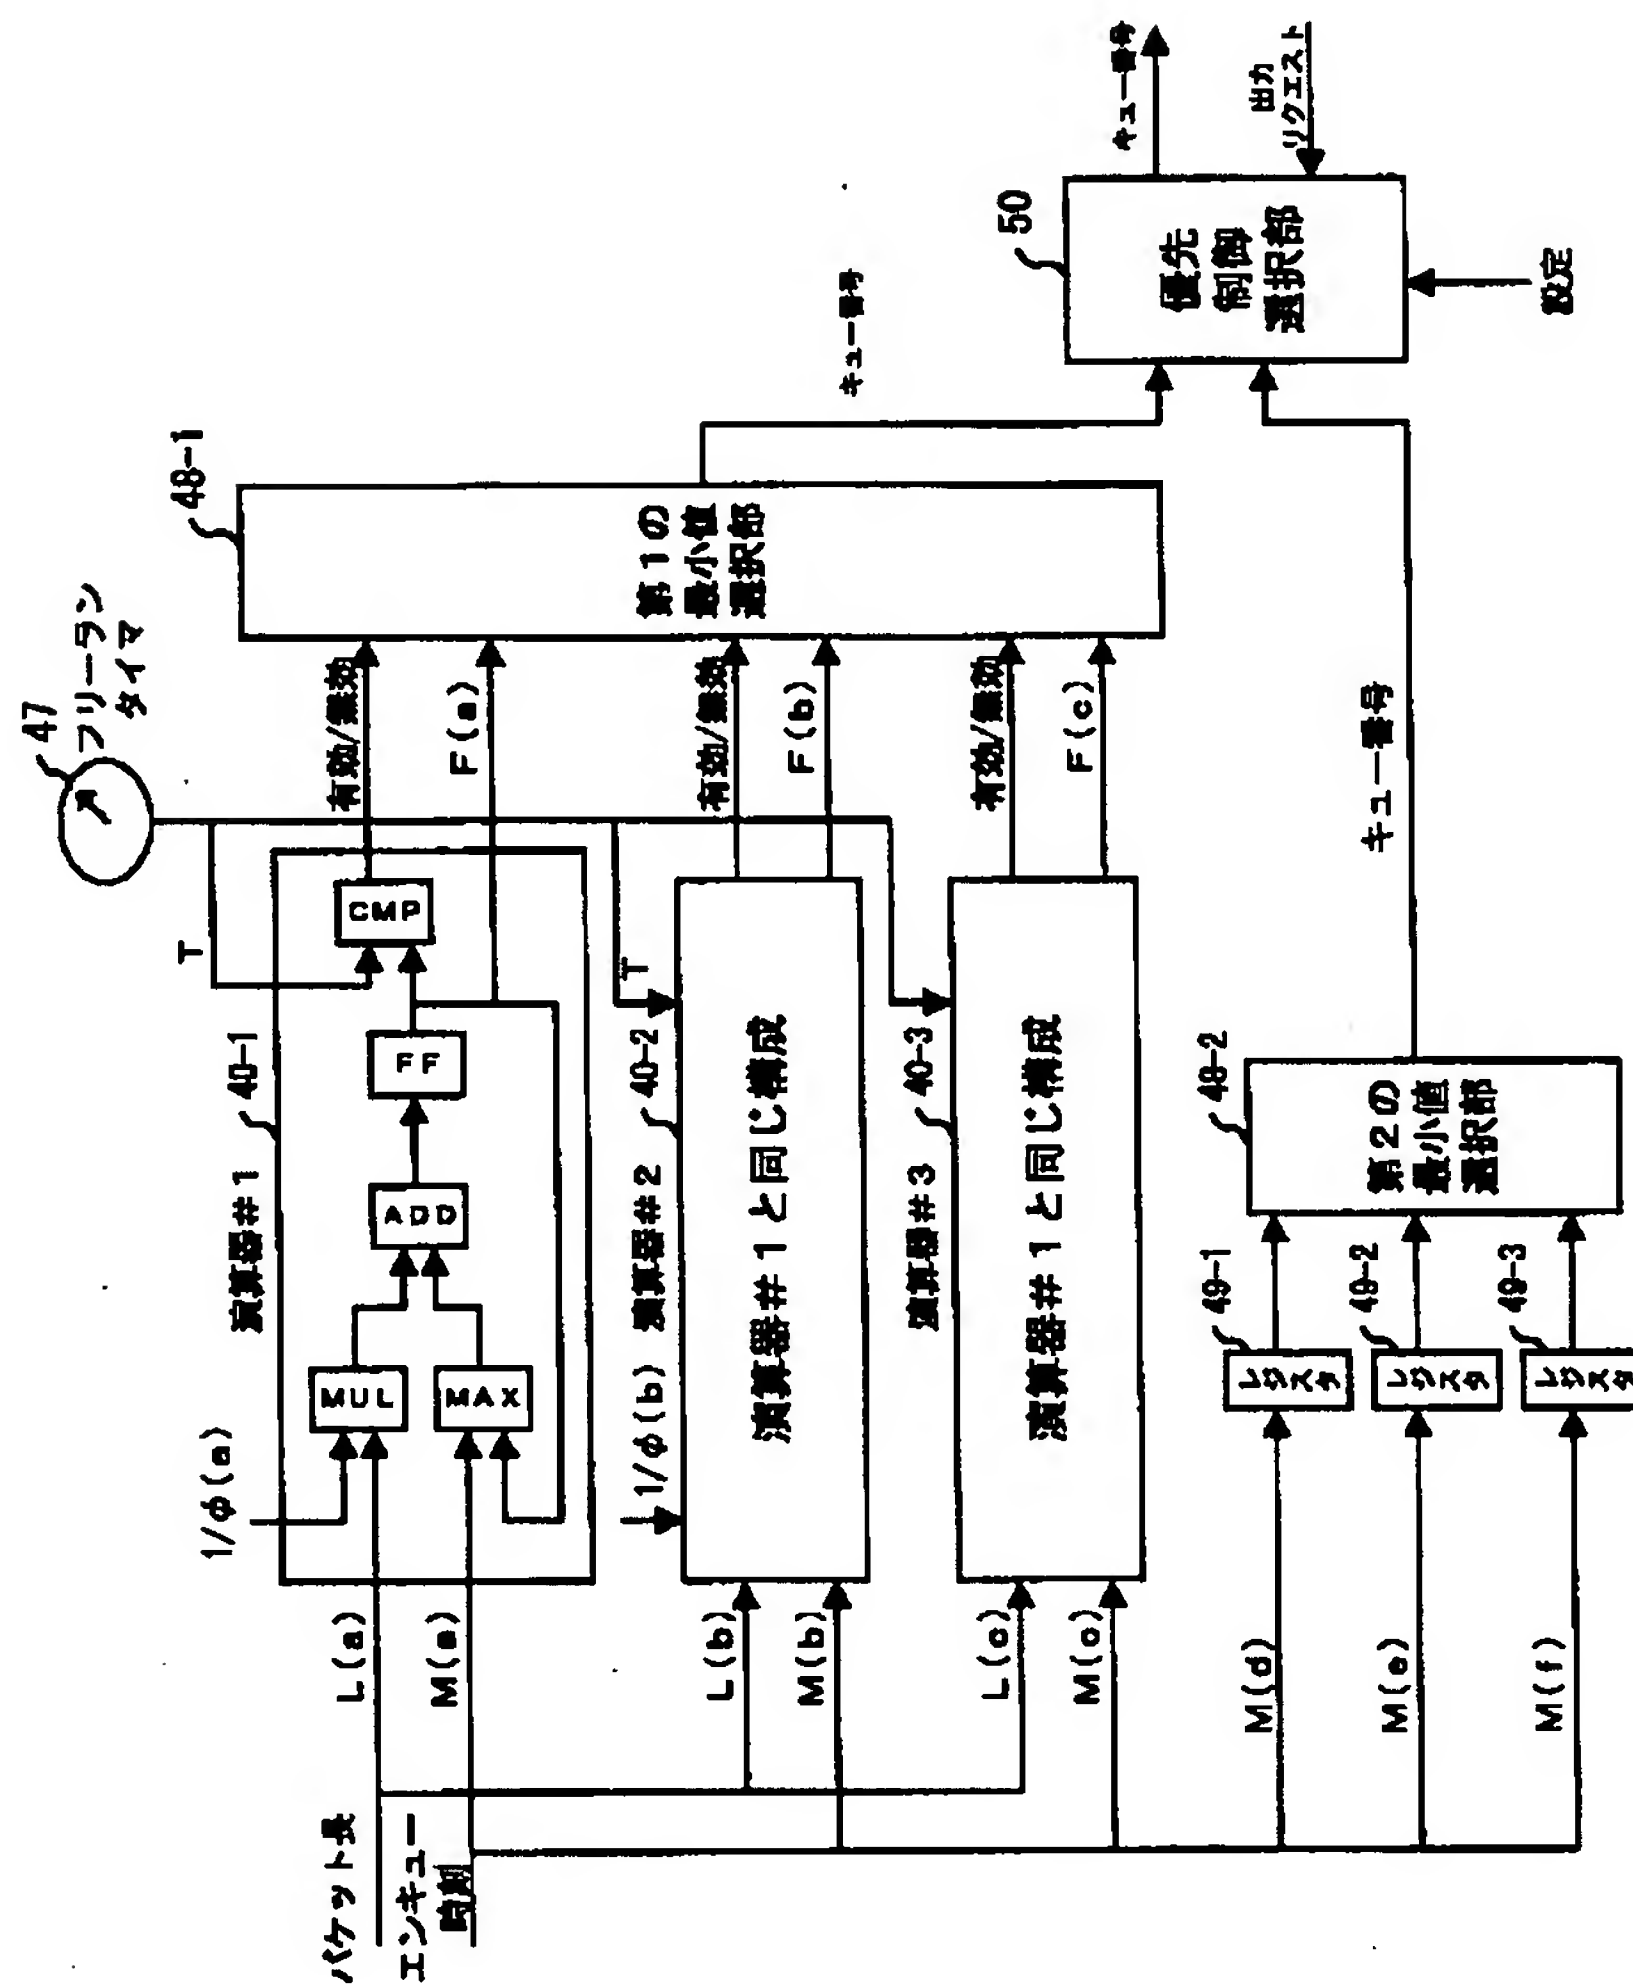 パケット長
エンキュー
時刻
L(a)
M(a)
L(b)
M(b)
L(c)
M(c)
M(d)
M(e)
M(f)
1/φ(a)
演算器#1
40-1
MUL
MAX
ADD
FF
CMP
T
47
フリーラン
タイマ
1/φ(b)
演算器#2
40-2
T
演算器#1と同じ構成
演算器#3
40-3
演算器#1と同じ構成
有効/無効
F(a)
有効/無効
F(b)
有効/無効
F(c)
48-1
第1の
最小値
選択部
49-1
レジスタ
49-2
レジスタ
49-3
レジスタ
48-2
第2の
最小値
選択部
キュー番号
キュー番号
50
優先
制御
選択部
設定
キュー番号
出力
リクエスト